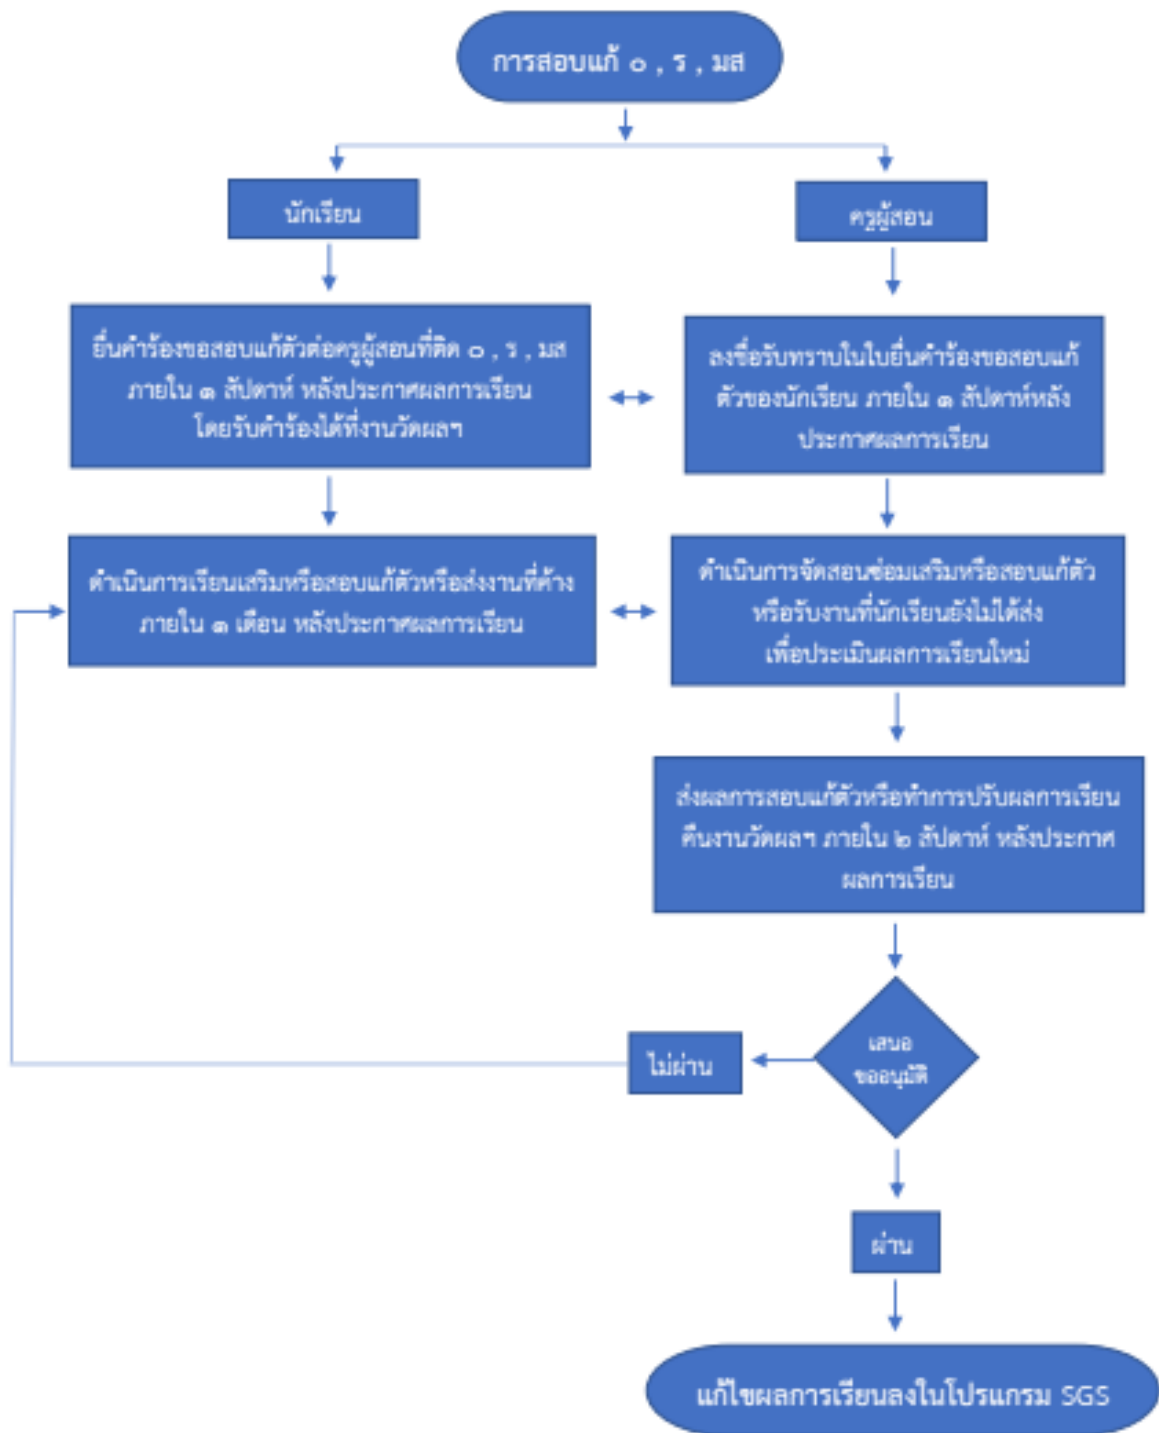 การสอบแก้ ๐ , ร , มส
นักเรียน
ครูผู้สอน
ยื่นคำร้องขอสอบแก้ตัวต่อครูผู้สอนที่ติด ๐ , ร , มส
ภายใน ๑ สัปดาห์ หลังประกาศผลการเรียน
โดยรับคำร้องได้ที่งานวัดผลฯ
ลงชื่อรับทราบในใบยื่นคำร้องขอสอบแก้
ตัวของนักเรียน ภายใน ๑ สัปดาห์หลัง
ประกาศผลการเรียน
ดำเนินการเรียนเสริมหรือสอบแก้ตัวหรือส่งงานที่ค้าง
ภายใน ๑ เดือน หลังประกาศผลการเรียน
ดำเนินการจัดสอนซ่อมเสริมหรือสอบแก้ตัว
หรือรับงานที่นักเรียนยังไม่ได้ส่ง
เพื่อประเมินผลการเรียนใหม่
ส่งผลการสอบแก้ตัวหรือทำการปรับผลการเรียน
คืนงานวัดผลฯ ภายใน ๒ สัปดาห์ หลังประกาศ
ผลการเรียน
เสนอ
ขออนุมัติ
ไม่ผ่าน
ผ่าน
แก้ไขผลการเรียนลงในโปรแกรม SGS